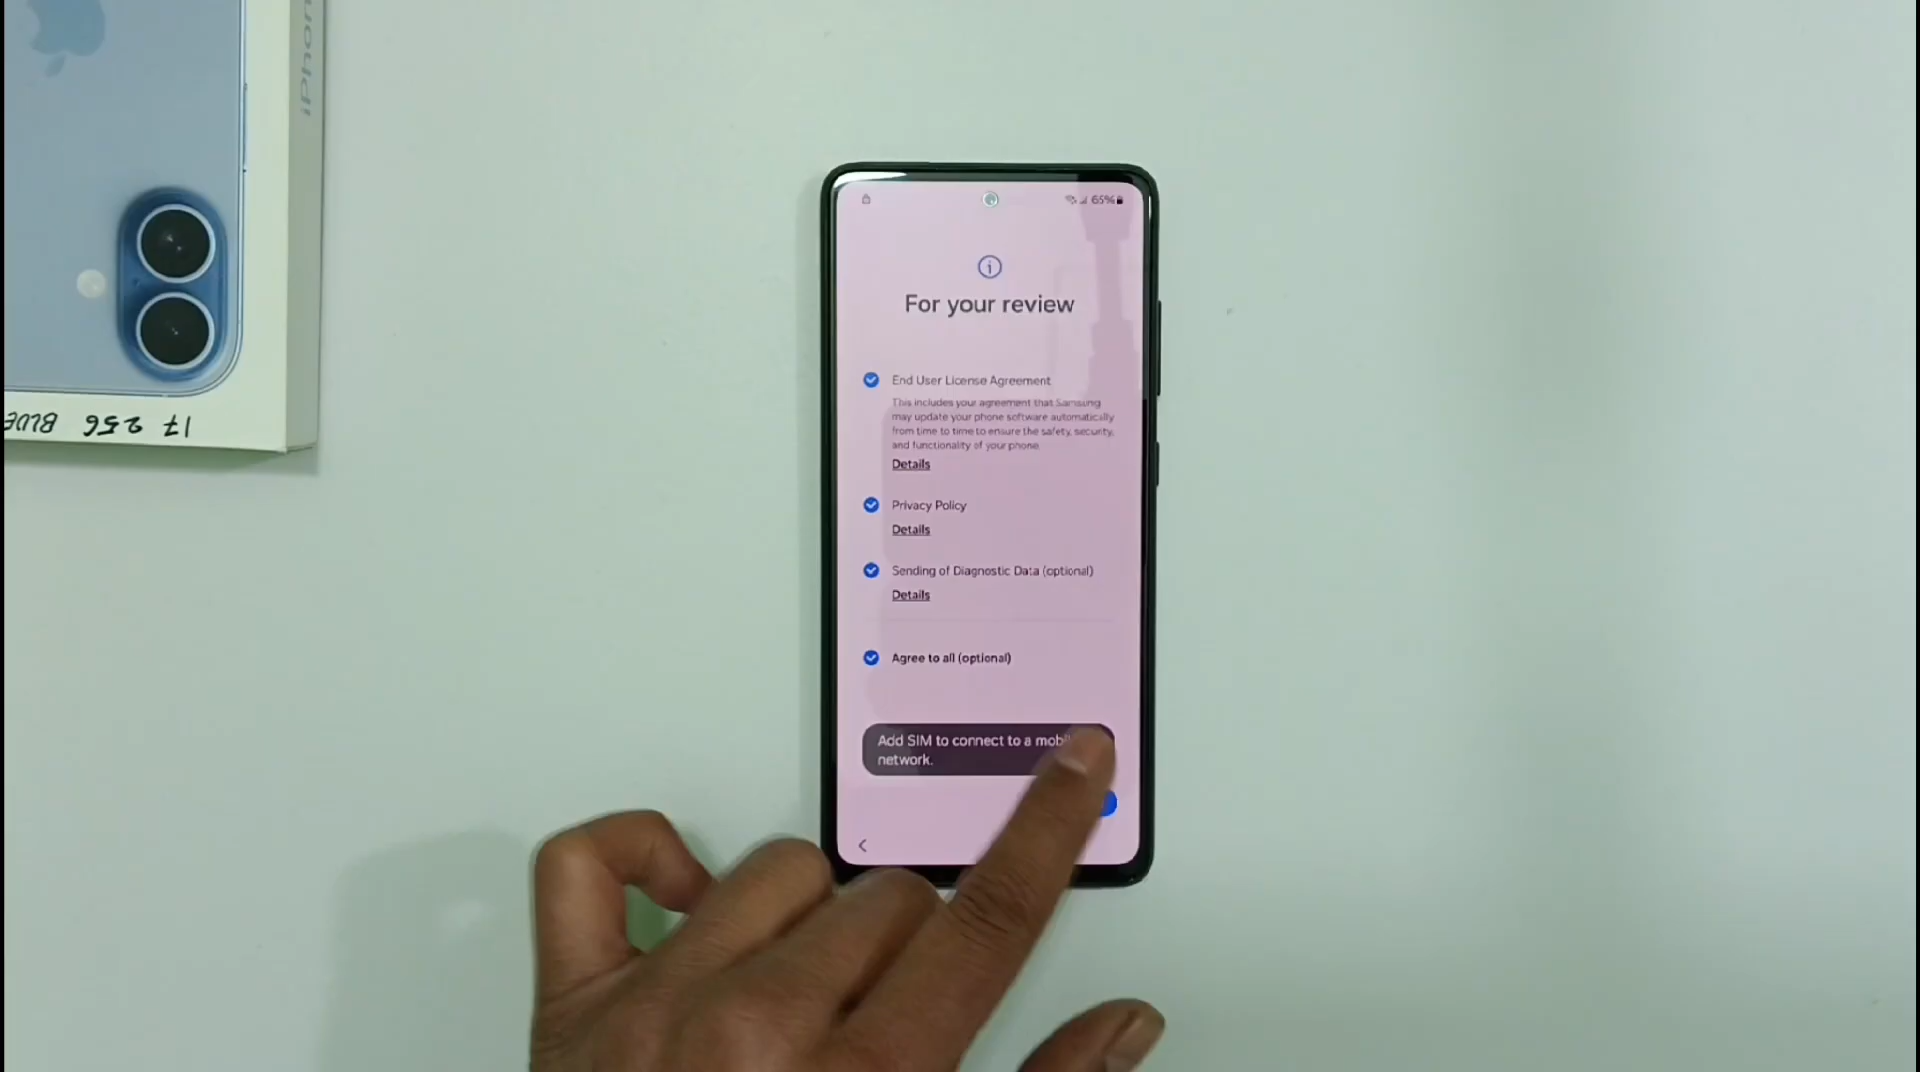 iPhon
17 256 BLUE
65%
For your review
End User License Agreement
This includes your agreement that Samsung
may update your phone software automatically
from time to time to ensure the safety, security,
and functionality of your phone.
Details
Privacy Policy
Details
Sending of Diagnostic Data (optional)
Details
Agree to all (optional)
Add SIM to connect to a mobil
network.